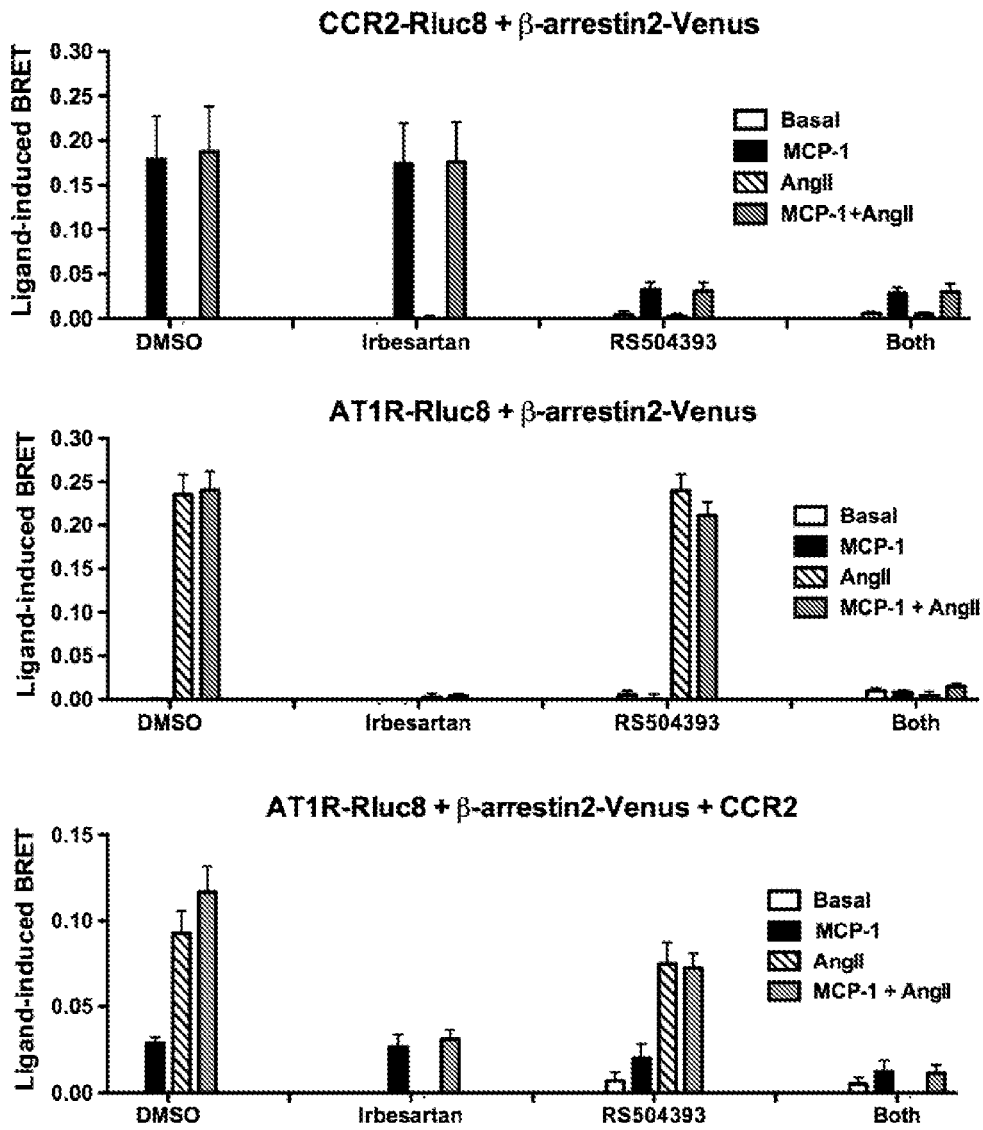 CCR2-Rluc8 + β-arrestin2-Venus
Ligand-induced BRET
0.30
0.25
0.20
0.15
0.10
0.05
0.00
Basal
MCP-1
AngII
MCP-1+AngII
DMSO
Irbesartan
RS504393
Both
AT1R-Rluc8 + β-arrestin2-Venus
Ligand-induced BRET
0.30
0.25
0.20
0.15
0.10
0.05
0.00
Basal
MCP-1
AngII
MCP-1 + AngII
DMSO
Irbesartan
RS504393
Both
AT1R-Rluc8 + β-arrestin2-Venus + CCR2
Ligand-induced BRET
0.15
0.10
0.05
0.00
Basal
MCP-1
AngII
MCP-1 + AngII
DMSO
Irbesartan
RS504393
Both